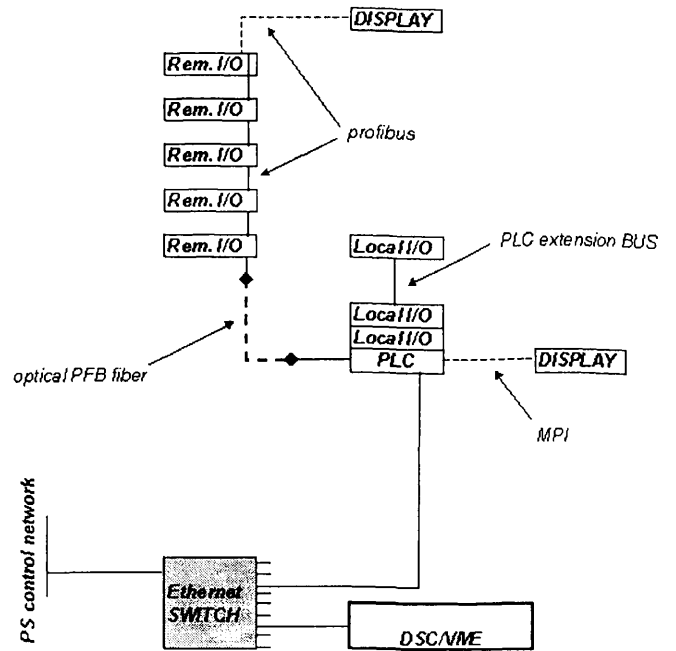 DISPLAY
Rem. I/O
Rem. I/O
Rem. I/O
Rem. I/O
Rem. I/O
profibus
Local I/O
PLC extension BUS
Local I/O
Local I/O
PLC
DISPLAY
optical PFB fiber
MPI
PS control network
Ethernet
SWITCH
DSC/VME